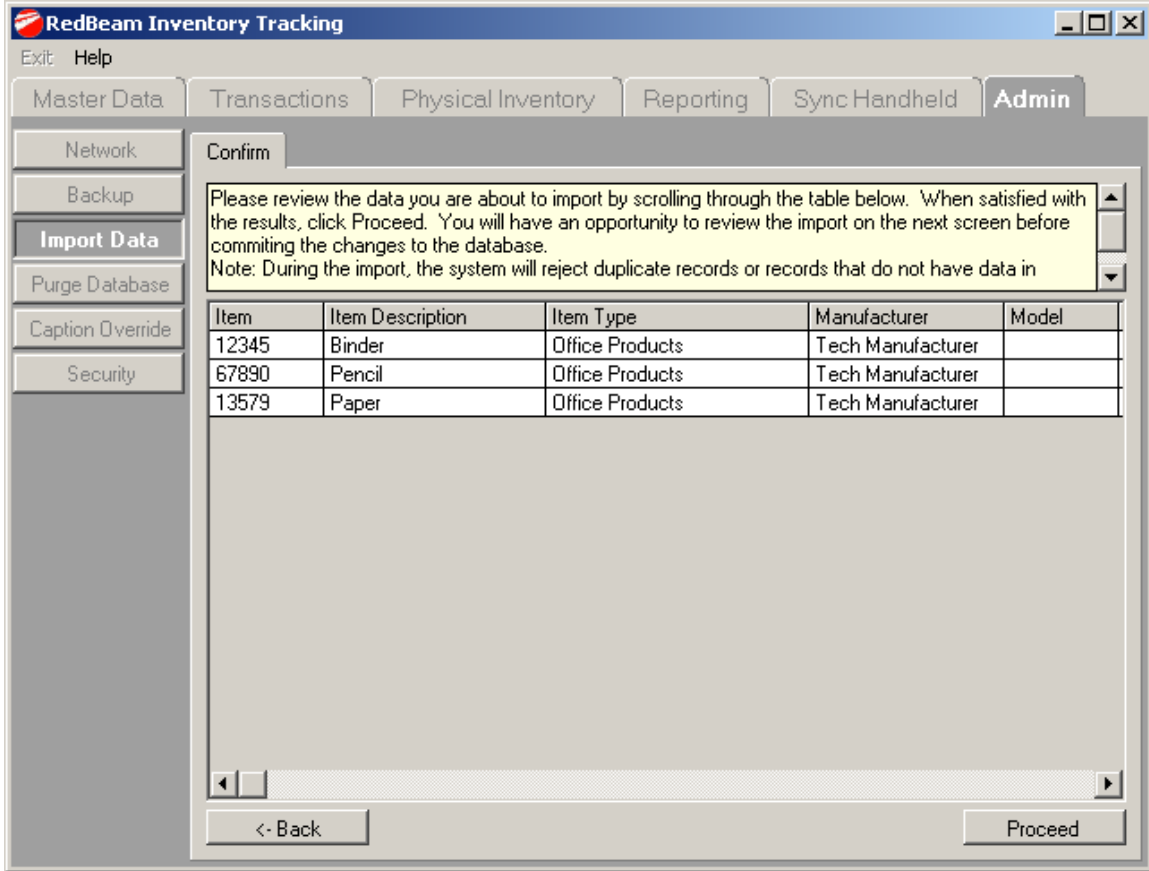 RedBeam Inventory Tracking
Exit Help
Master Data Transactions Physical Inventory Reporting Sync Handheld Admin
Network
Backup
Import Data
Purge Database
Caption Override
Security
Confirm
Please review the data you are about to import by scrolling through the table below. When satisfied with
the results, click Proceed. You will have an opportunity to review the import on the next screen before
commiting the changes to the database.
Note: During the import, the system will reject duplicate records or records that do not have data in
Item Item Description Item Type Manufacturer Model
12345 Binder Office Products Tech Manufacturer
67890 Pencil Office Products Tech Manufacturer
13579 Paper Office Products Tech Manufacturer
<- Back Proceed